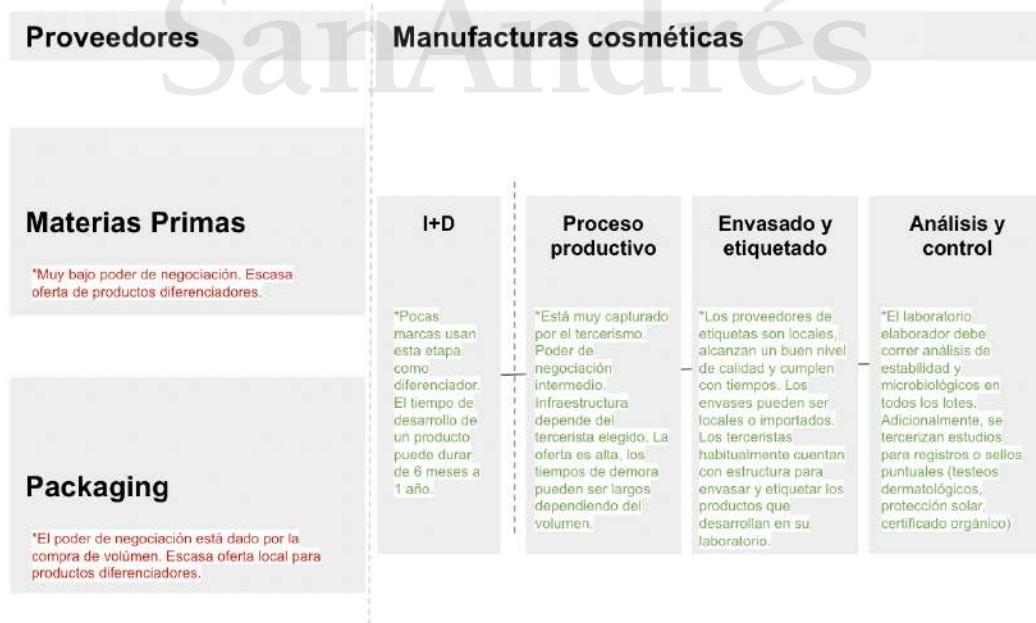 SanAndrés
Proveedores
Manufacturas cosméticas
Materias Primas
*Muy bajo poder de negociación. Escasa
oferta de productos diferenciadores.
Packaging
*El poder de negociación está dado por la
compra de volúmen. Escasa oferta local para
productos diferenciadores.
I+D
*Pocas
marcas usan
esta etapa
como
diferenciador.
El tiempo de
desarrollo de
un producto
puede durar
de 6 meses a
1 año.
Proceso
productivo
*Está muy capturado
por el tercerismo.
Poder de
negociación
intermedio.
Infraestructura
depende del
tercerista elegido. La
oferta es alta, los
tiempos de demora
pueden ser largos
dependiendo del
volumen.
Envasado y
etiquetado
*Los proveedores de
etiquetas son locales,
alcanzan un buen nivel
de calidad y cumplen
con tiempos. Los
envases pueden ser
locales o importados.
Los terceristas
habitualmente cuentan
con estructura para
envasar y etiquetar los
productos que
desarrollan en su
laboratorio.
Análisis y
control
*El laboratorio
elaborador debe
correr análisis de
estabilidad y
microbiológicos en
todos los lotes.
Adicionalmente, se
tercerizan estudios
para registros o sellos
puntuales (testeos
dermatológicos,
protección solar,
certificado orgánico)